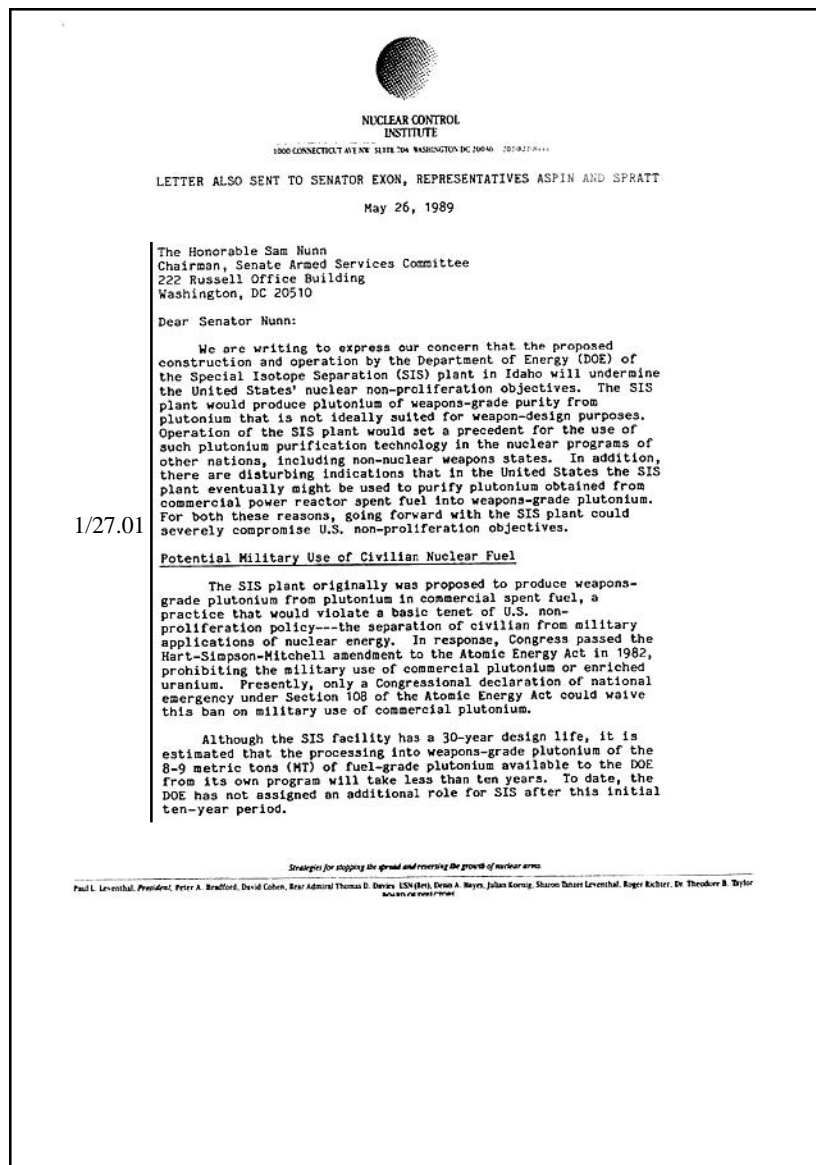 NUCLEAR CONTROL
INSTITUTE
1000 CONNECTICUT AVE NW SUITE 704 WASHINGTON DC 20036
LETTER ALSO SENT TO SENATOR EXON, REPRESENTATIVES ASPIN AND SPRATT
May 26, 1989
The Honorable Sam Nunn
Chairman, Senate Armed Services Committee
222 Russell Office Building
Washington, DC 20510
Dear Senator Nunn:
We are writing to express our concern that the proposed
construction and operation by the Department of Energy (DOE) of
the Special Isotope Separation (SIS) plant in Idaho will undermine
the United States' nuclear non-proliferation objectives. The SIS
plant would produce plutonium of weapons-grade purity from
plutonium that is not ideally suited for weapon-design purposes.
Operation of the SIS plant would set a precedent for the use of
such plutonium purification technology in the nuclear programs of
other nations, including non-nuclear weapons states. In addition,
there are disturbing indications that in the United States the SIS
plant eventually might be used to purify plutonium obtained from
commercial power reactor spent fuel into weapons-grade plutonium.
For both these reasons, going forward with the SIS plant could
severely compromise U.S. non-proliferation objectives.
1/27.01
Potential Military Use of Civilian Nuclear Fuel
The SIS plant originally was proposed to produce weapons-
grade plutonium from plutonium in commercial spent fuel, a
practice that would violate a basic tenet of U.S. non-
proliferation policy---the separation of civilian from military
applications of nuclear energy. In response, Congress passed the
Hart-Simpson-Mitchell amendment to the Atomic Energy Act in 1982,
prohibiting the military use of commercial plutonium or enriched
uranium. Presently, only a Congressional declaration of national
emergency under Section 108 of the Atomic Energy Act could waive
this ban on military use of commercial plutonium.
Although the SIS facility has a 30-year design life, it is
estimated that the processing into weapons-grade plutonium of the
8-9 metric tons (MT) of fuel-grade plutonium available to the DOE
from its own program will take less than ten years. To date, the
DOE has not assigned an additional role for SIS after this initial
ten-year period.
Strategies for stopping the spread and reversing the growth of nuclear arms.
Paul L. Leventhal, President, Peter A. Bradford, David Cohen, Rear Admiral Thomas D. Davies USN (Ret), Denis A. Hayes, Julian Koenig, Sharon Tanzer Leventhal, Roger Richter, Dr. Theodore B. Taylor
BOARD OF DIRECTORS